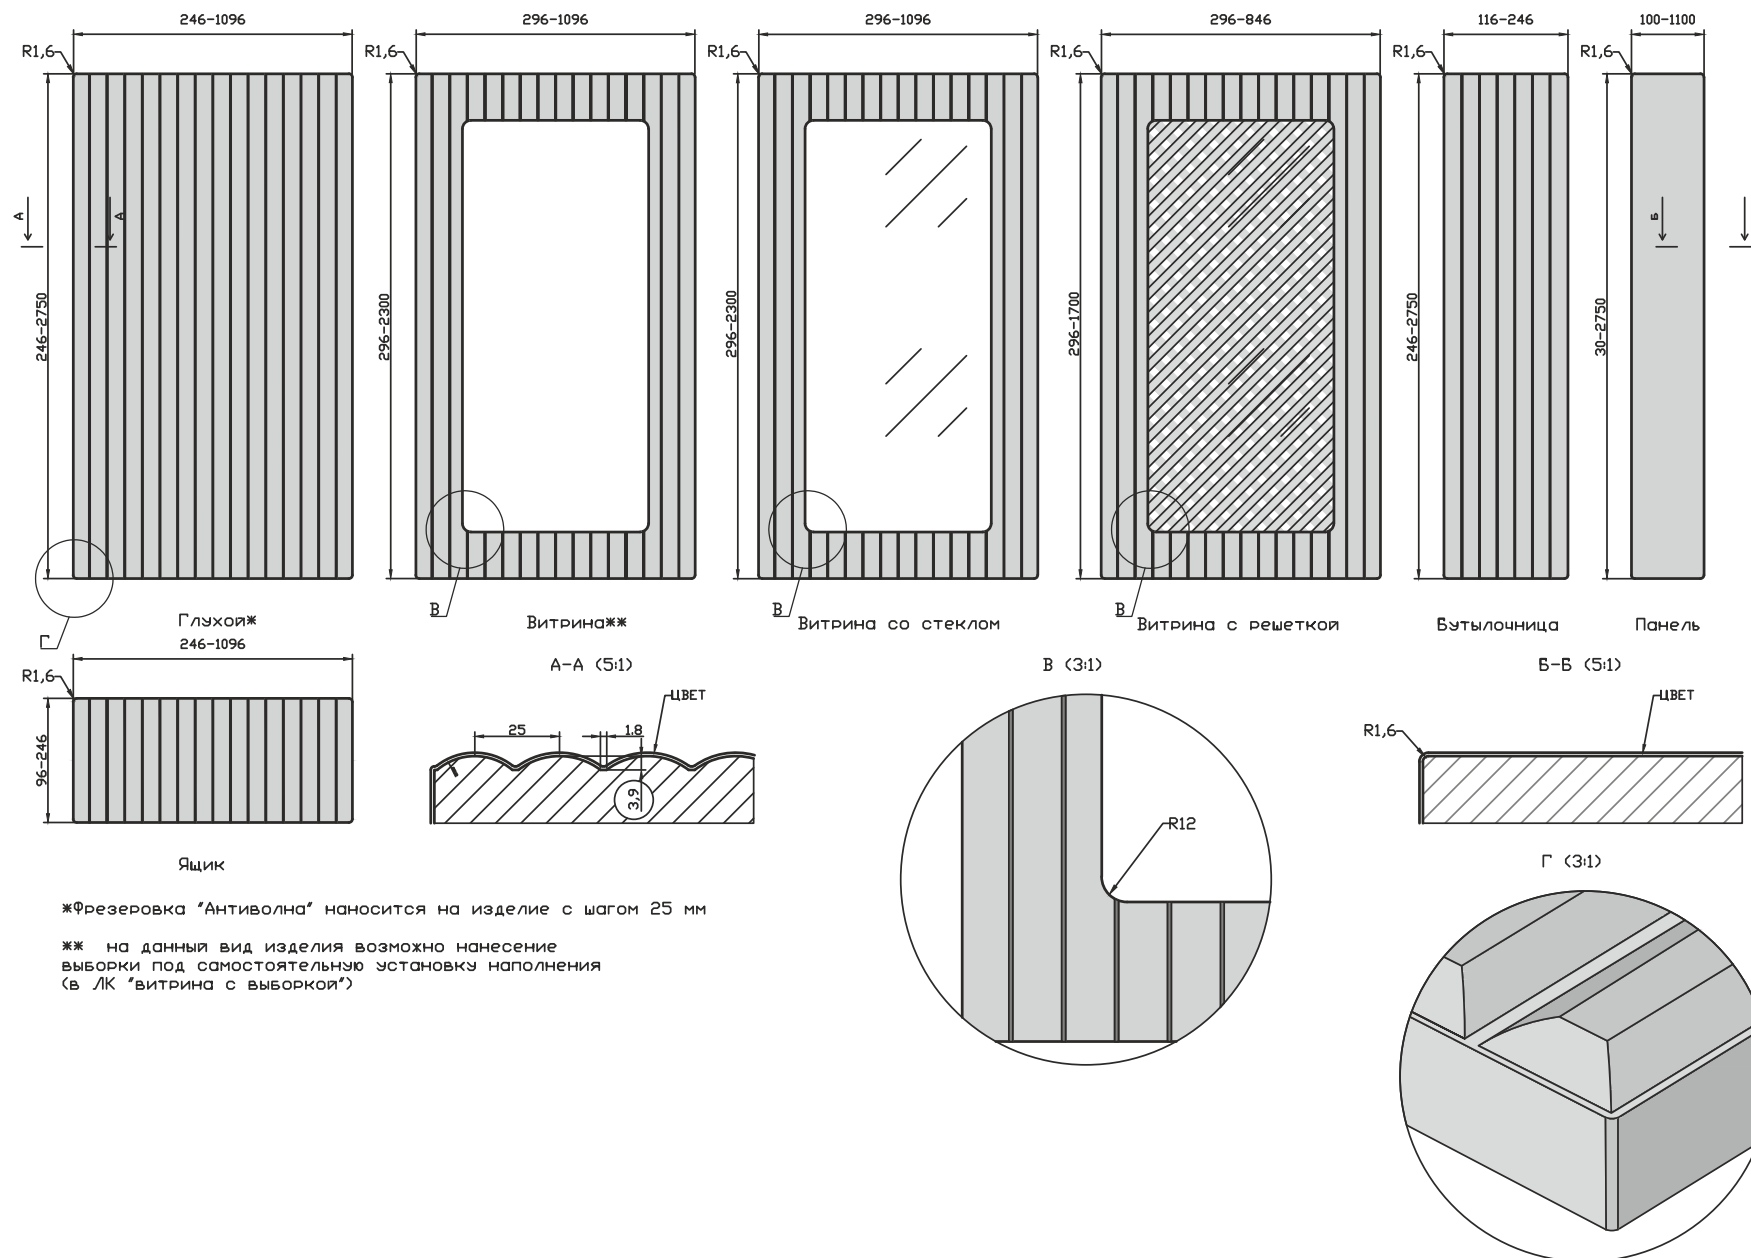 246-1096
296-1096
296-1096
296-846
116-246
100-1100
R1,6
R1,6
R1,6
R1,6
R1,6
R1,6
А
А
Б
246-2750
296-2300
296-2300
296-1700
246-2750
30-2750
Г
В
В
В
Глухой*
Витрина**
Витрина со стеклом
Витрина с решеткой
Бутылочница
Панель
246-1096
R1,6
96-246
Ящик
А-А (5:1)
ЦВЕТ
25
1.8
3,9
В (3:1)
R12
Б-Б (5:1)
ЦВЕТ
R1,6
Г (3:1)
*Фрезеровка "Антиволна" наносится на изделие с шагом 25 мм
** на данный вид изделия возможно нанесение
выборки под самостоятельную установку наполнения
(в ЛК "витрина с выборкой")